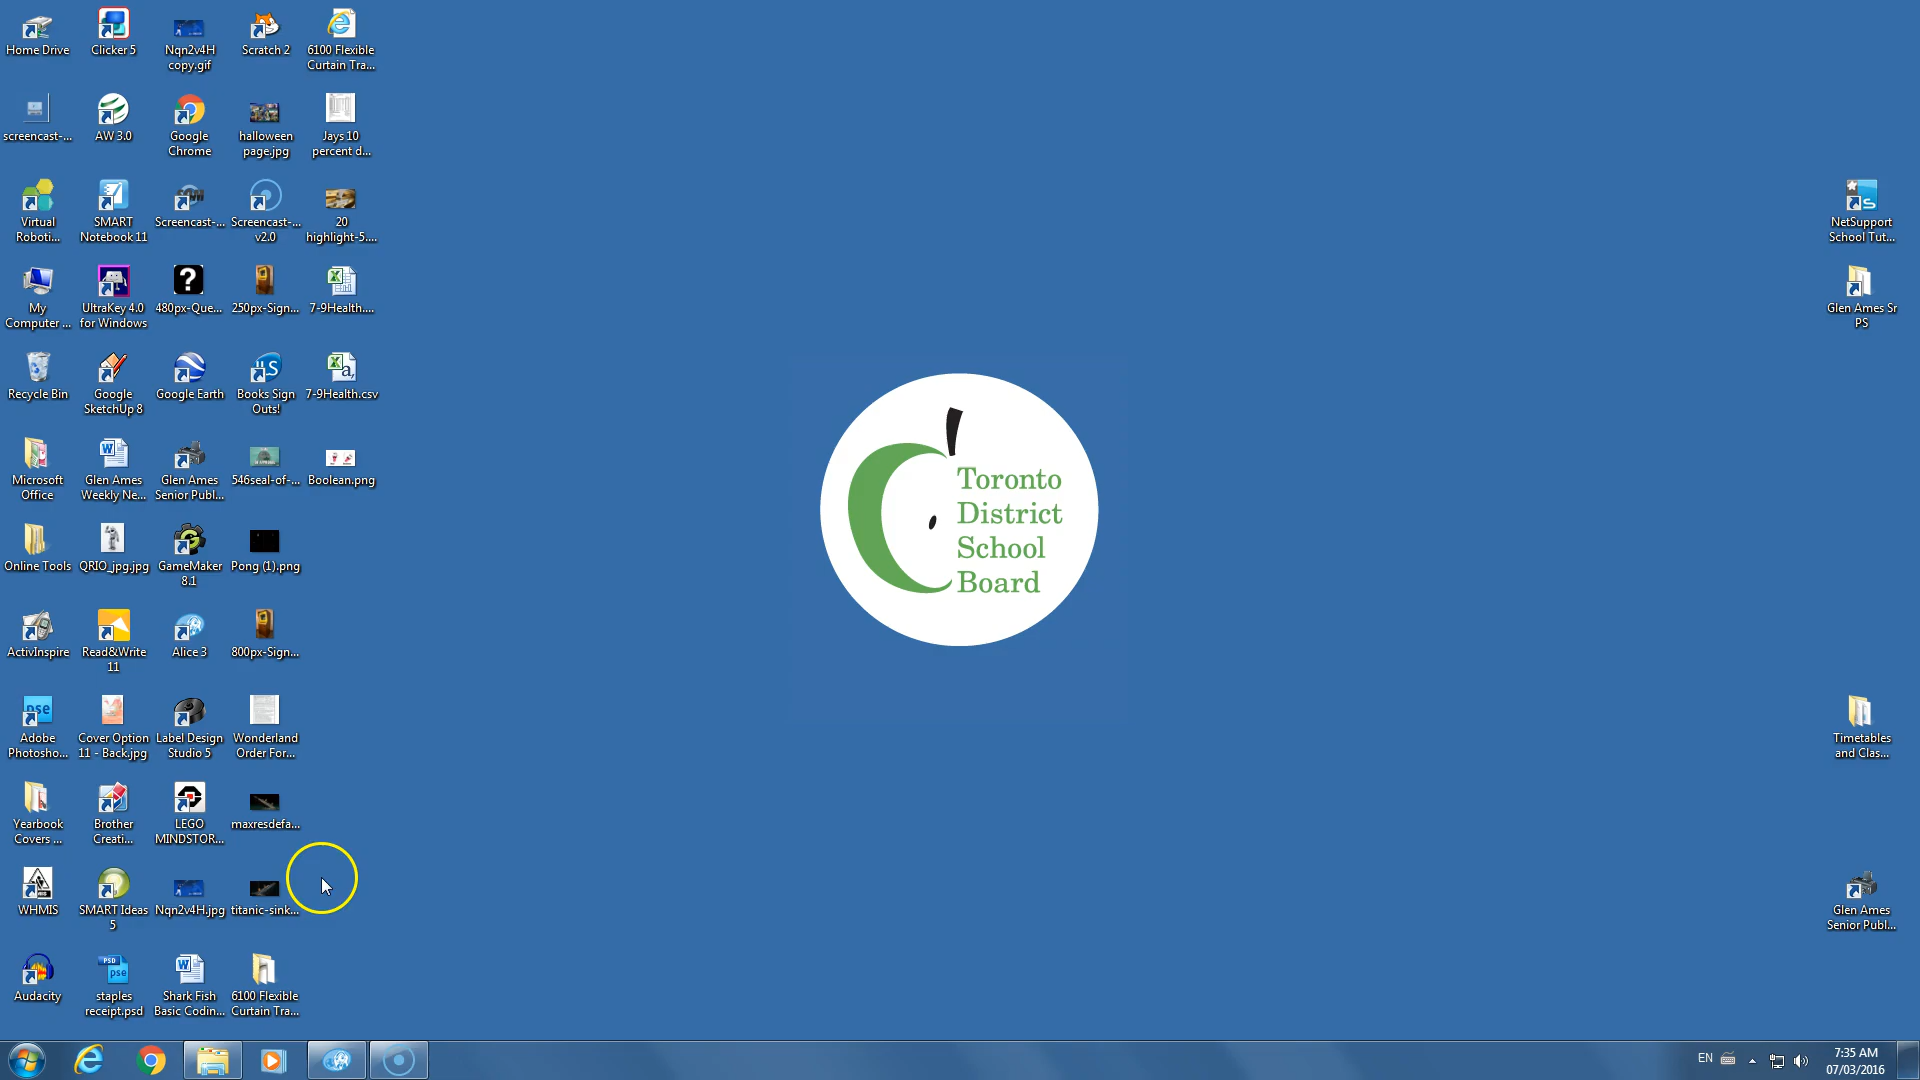 Home Drive
Clicker 5
Nqn2v4H
copy.gif
Scratch 2
6100 Flexible
Curtain Tra...
screencast-...
AW 3.0
Google
Chrome
halloween
page.jpg
Jays 10
percent d...
Virtual
Roboti...
SMART
Notebook 11
Screencast-...
Screencast-...
v2.0
20
highlight-5....
NetSupport
School Tut...
My
Computer ...
UltraKey 4.0
for Windows
?
480px-Que...
250px-Sign...
7-9Health....
Glen Ames Sr
PS
Recycle Bin
Google
SketchUp 8
Google Earth
Books Sign
Outs!
7-9Health.csv
Microsoft
Office
Glen Ames
Weekly Ne...
Glen Ames
Senior Publ...
546seal-of-...
Boolean.png
Toronto
District
School
Board
Online Tools
QRIO_jpg.jpg
GameMaker
8.1
Pong (1).png
ActivInspire
Read&Write
11
Alice 3
800px-Sign...
pse
Adobe
Photosho...
Cover Option
11 - Back.jpg
Label Design
Studio 5
Wonderland
Order For...
Timetables
and Clas...
Yearbook
Covers ...
Brother
Creati...
LEGO
MINDSTOR...
maxresdefa...
WHMIS
SMART Ideas
5
Nqn2v4H.jpg
titanic-sink...
Glen Ames
Senior Publ...
Audacity
PSD
pse
staples
receipt.psd
Shark Fish
Basic Codin...
6100 Flexible
Curtain Tra...
EN
7:35 AM
07/03/2016